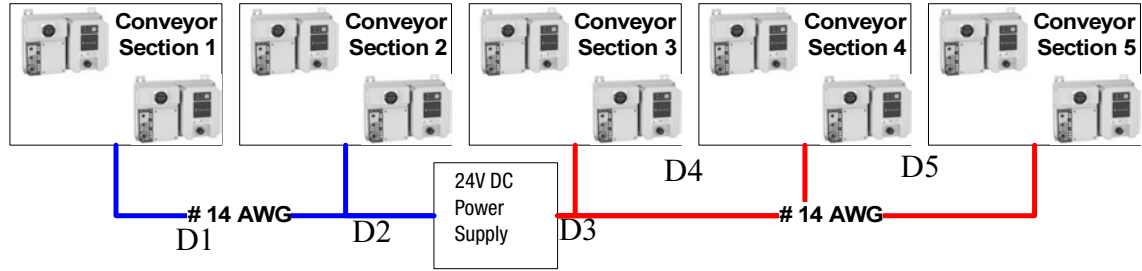 Conveyor
Section 1
Conveyor
Section 2
Conveyor
Section 3
Conveyor
Section 4
Conveyor
Section 5
D4
D5
24V DC
Power
Supply
# 14 AWG
D1
D2
D3
# 14 AWG